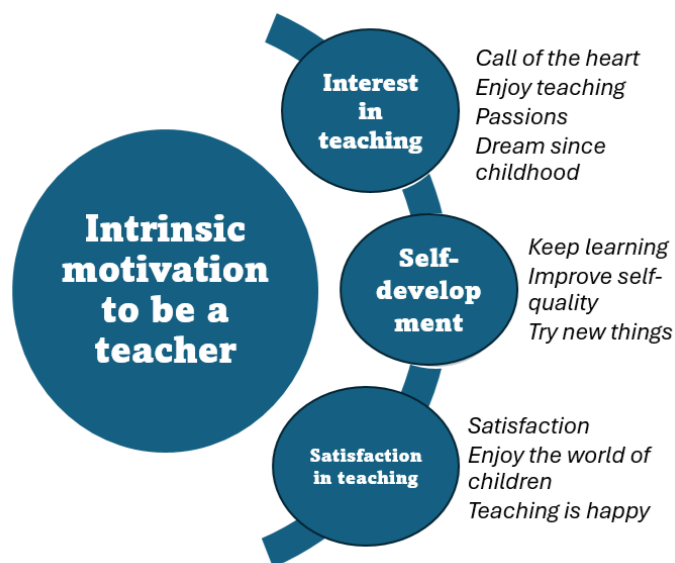 Intrinsic
motivation
to be a
teacher
Interest
in
teaching
Call of the heart
Enjoy teaching
Passions
Dream since
childhood
Self-
develop
ment
Keep learning
Improve self-
quality
Try new things
Satisfaction
in teaching
Satisfaction
Enjoy the world of
children
Teaching is happy